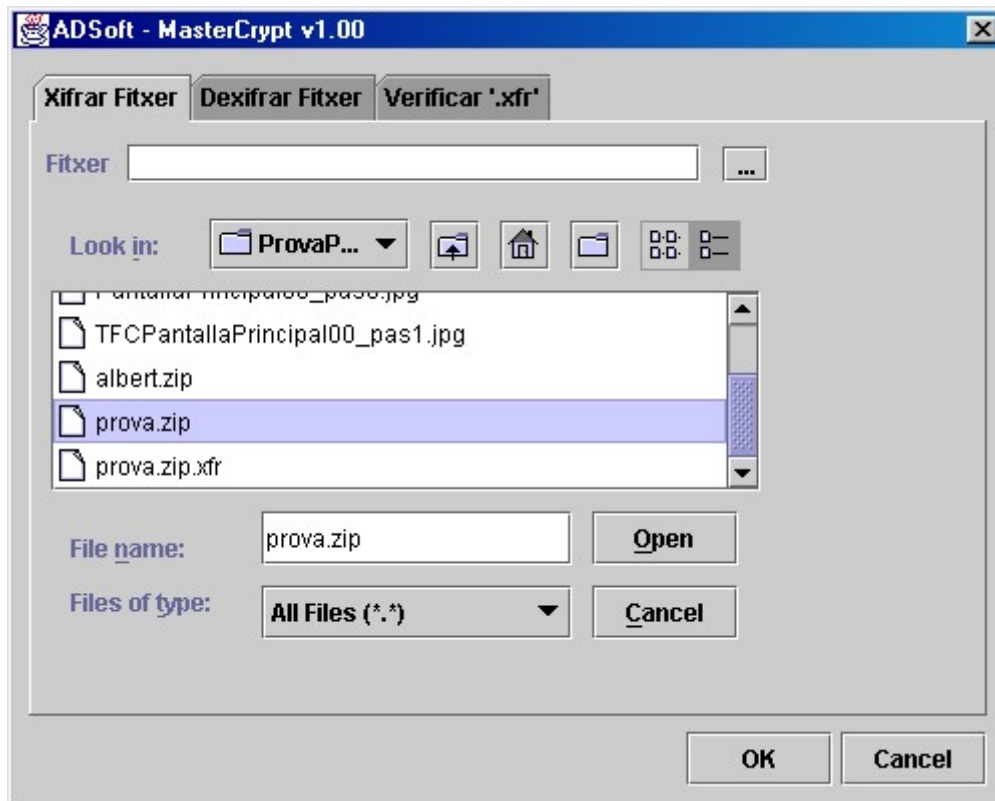 ADSoft - MasterCrypt v1.00
Xifrar Fitxer Dexifrar Fitxer Verificar '.xfr'
Fitxer ...
Look in: ProvaP...
TFCPantallaPrincipal00_pas1.jpg
albert.zip
prova.zip
prova.zip.xfr
File name: prova.zip Open
Files of type: All Files (*.*) Cancel
OK Cancel